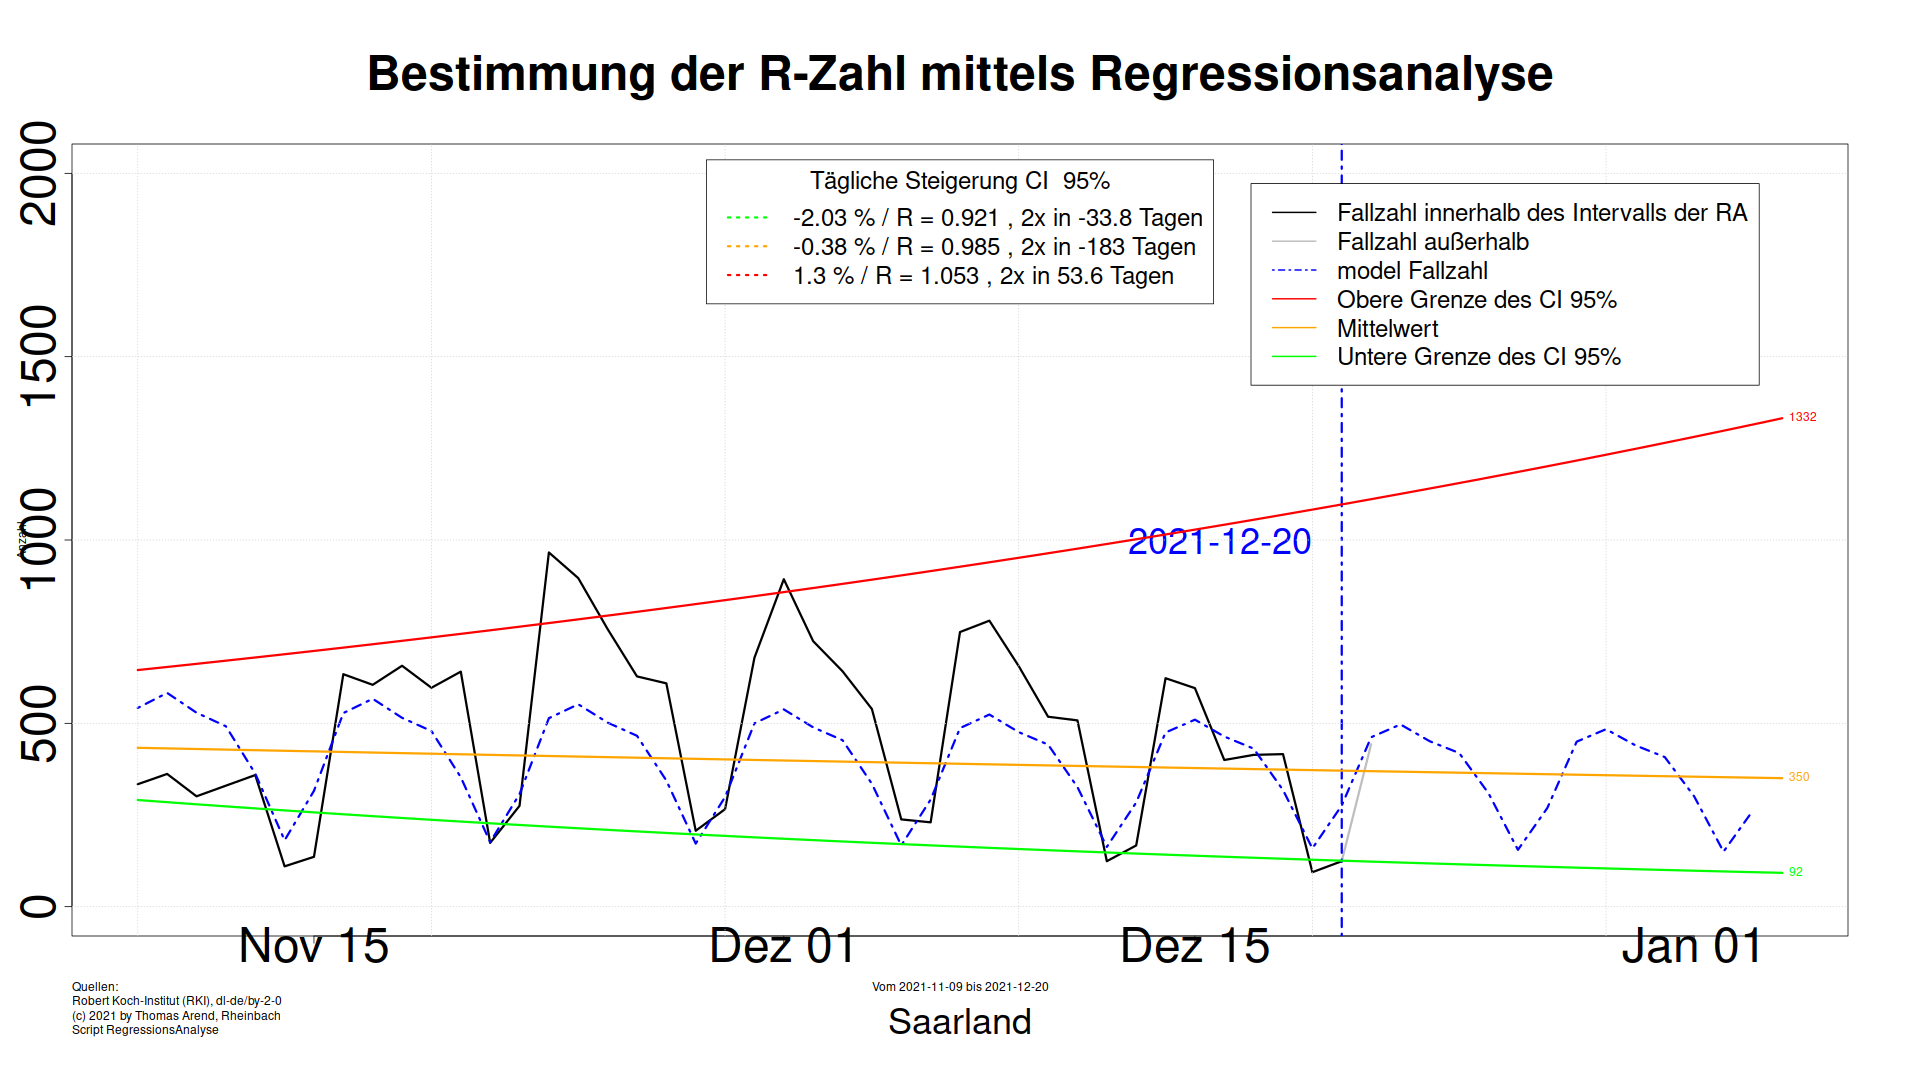 Bestimmung der R-Zahl mittels Regressionsanalyse
Tägliche Steigerung CI  95%
-2.03 % / R = 0.921 , 2x in -33.8 Tagen
-0.38 % / R = 0.985 , 2x in -183 Tagen
1.3 % / R = 1.053 , 2x in 53.6 Tagen
Fallzahl innerhalb des Intervalls der RA
Fallzahl außerhalb
model Fallzahl
Obere Grenze des CI 95%
Mittelwert
Untere Grenze des CI 95%
2000
1500
1000
500
0
Anzahl
2021-12-20
1332
350
92
Nov 15
Dez 01
Dez 15
Jan 01
Quellen:
Robert Koch-Institut (RKI), dl-de/by-2-0
(c) 2021 by Thomas Arend, Rheinbach
Script RegressionsAnalyse
Vom 2021-11-09 bis 2021-12-20
Saarland